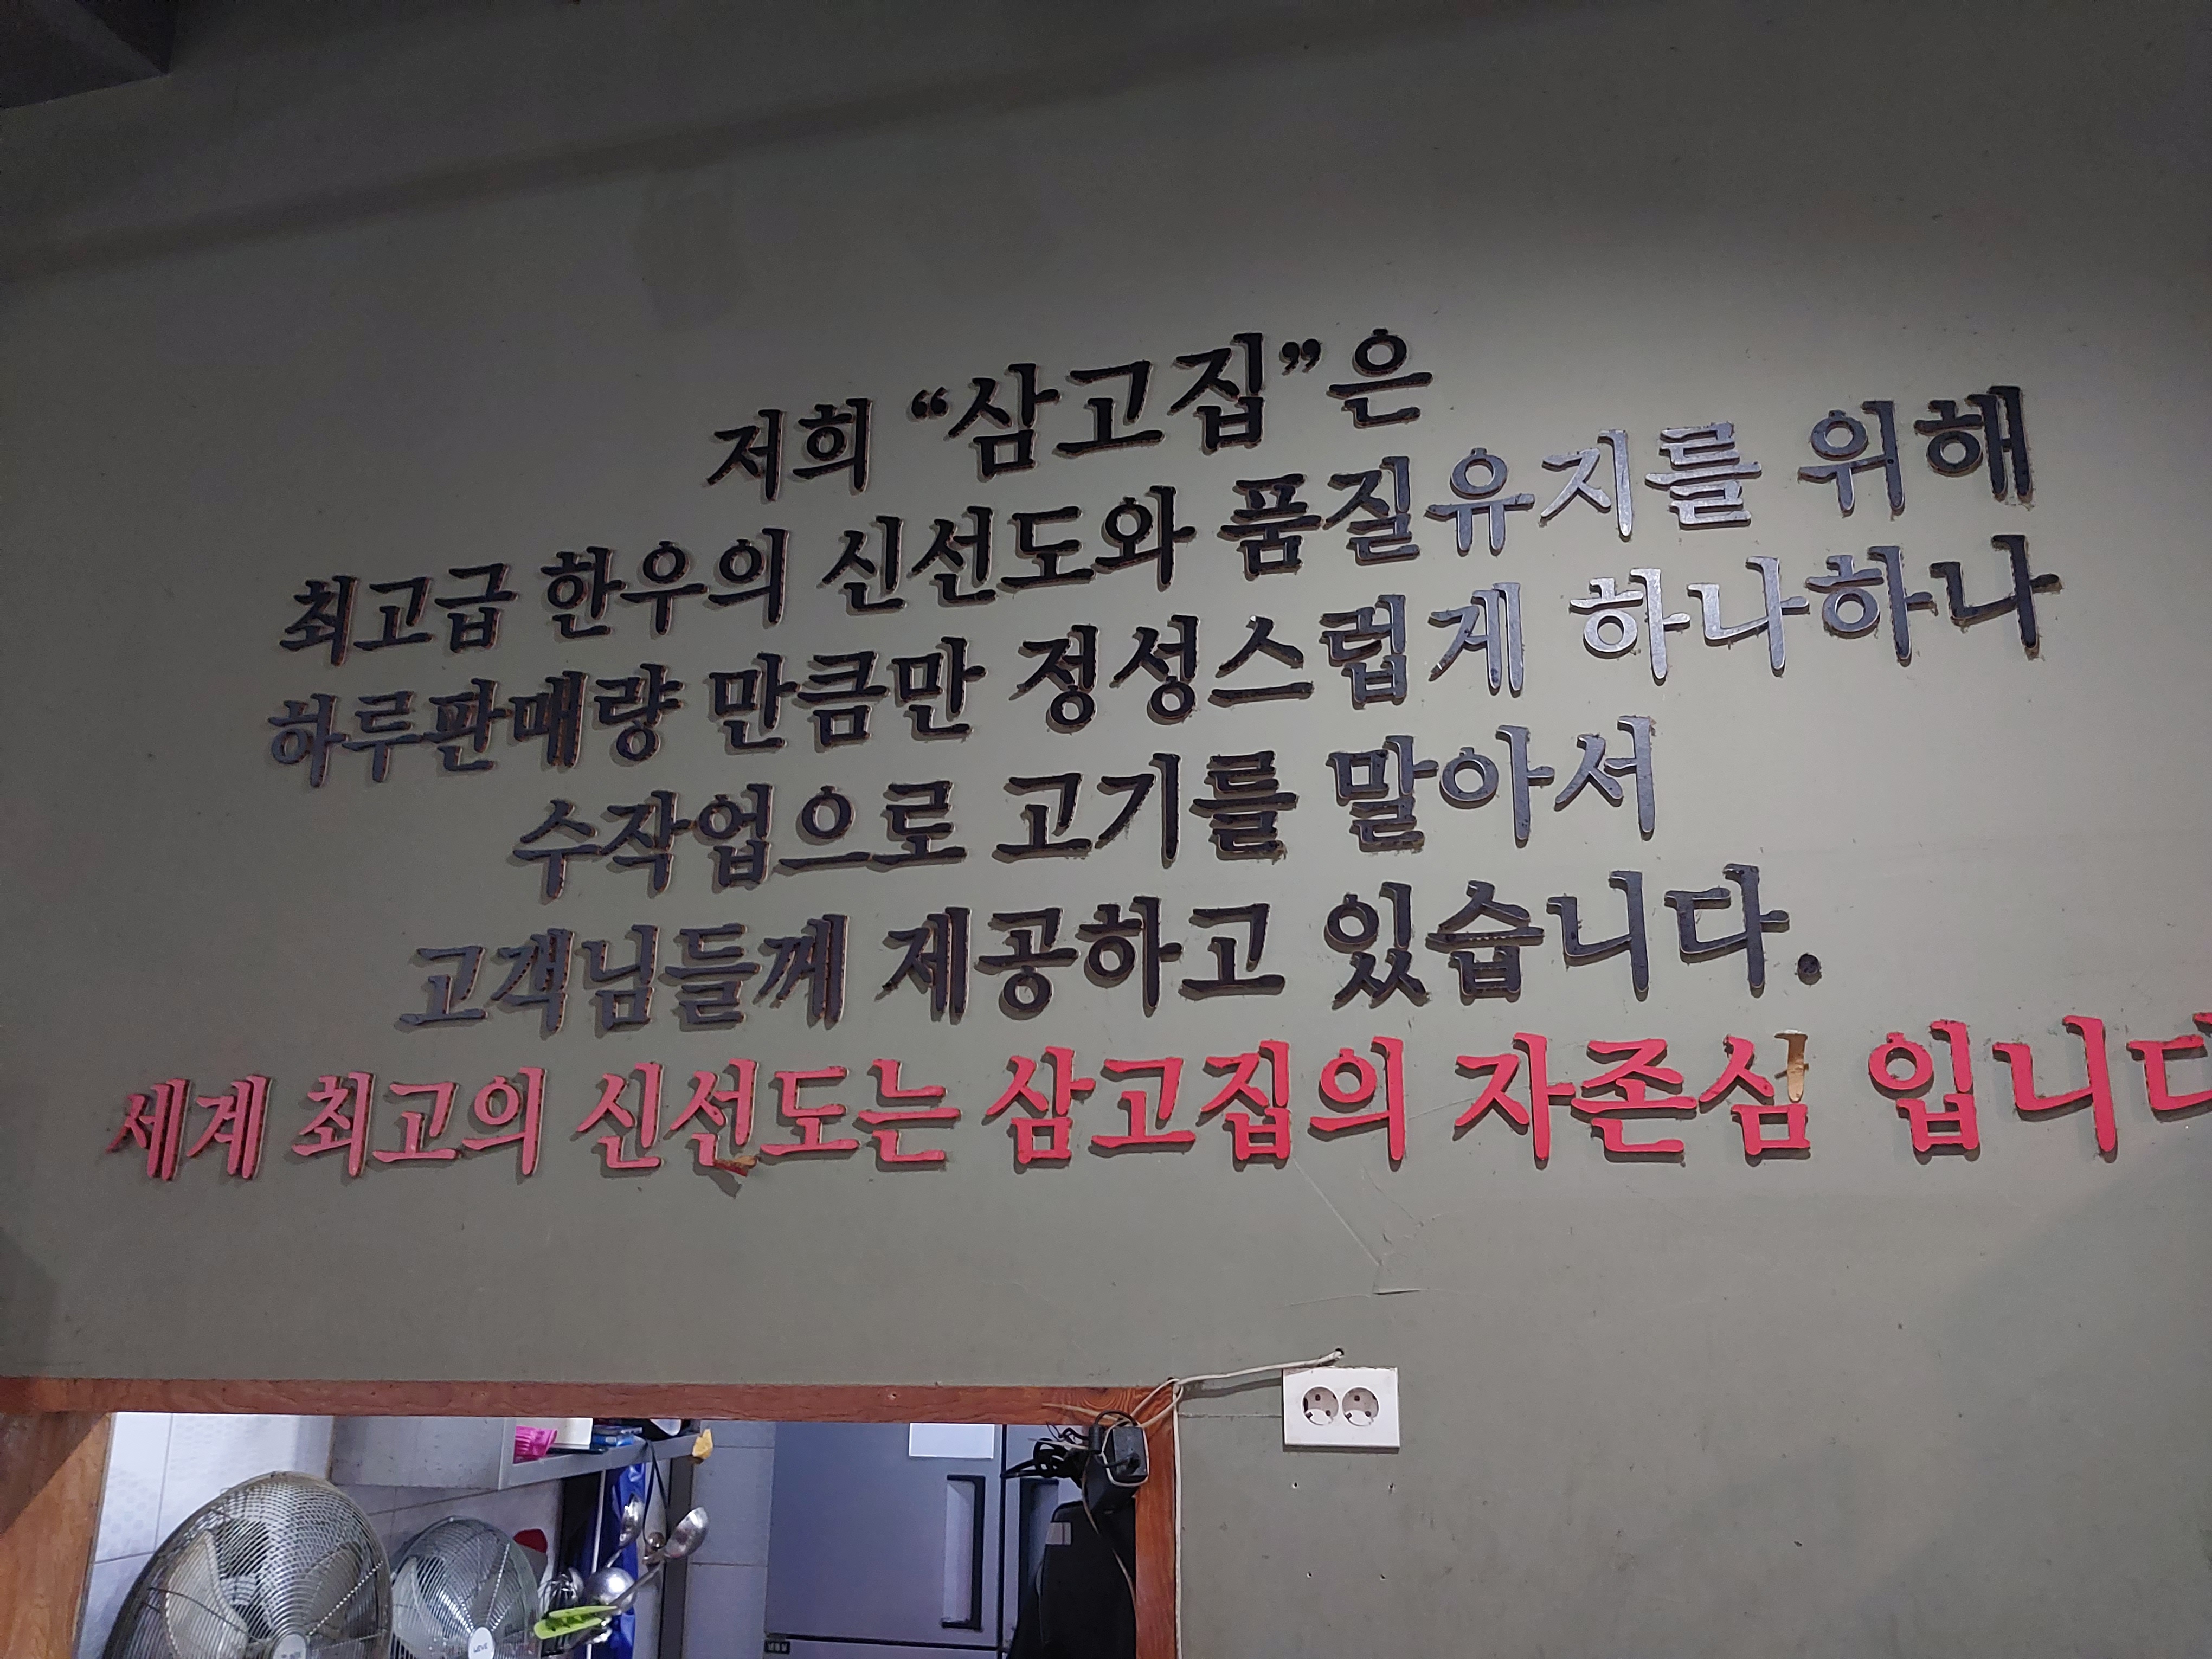 저희 “삼고집”은
최고급 한우의 신선도와 품질유지를 위해
하루판매량 만큼만 정성스럽게 하나하나
수작업으로 고기를 말아서
고객님들께 제공하고 있습니다.
세계 최고의 신선도는 삼고집의 자존심 입니다